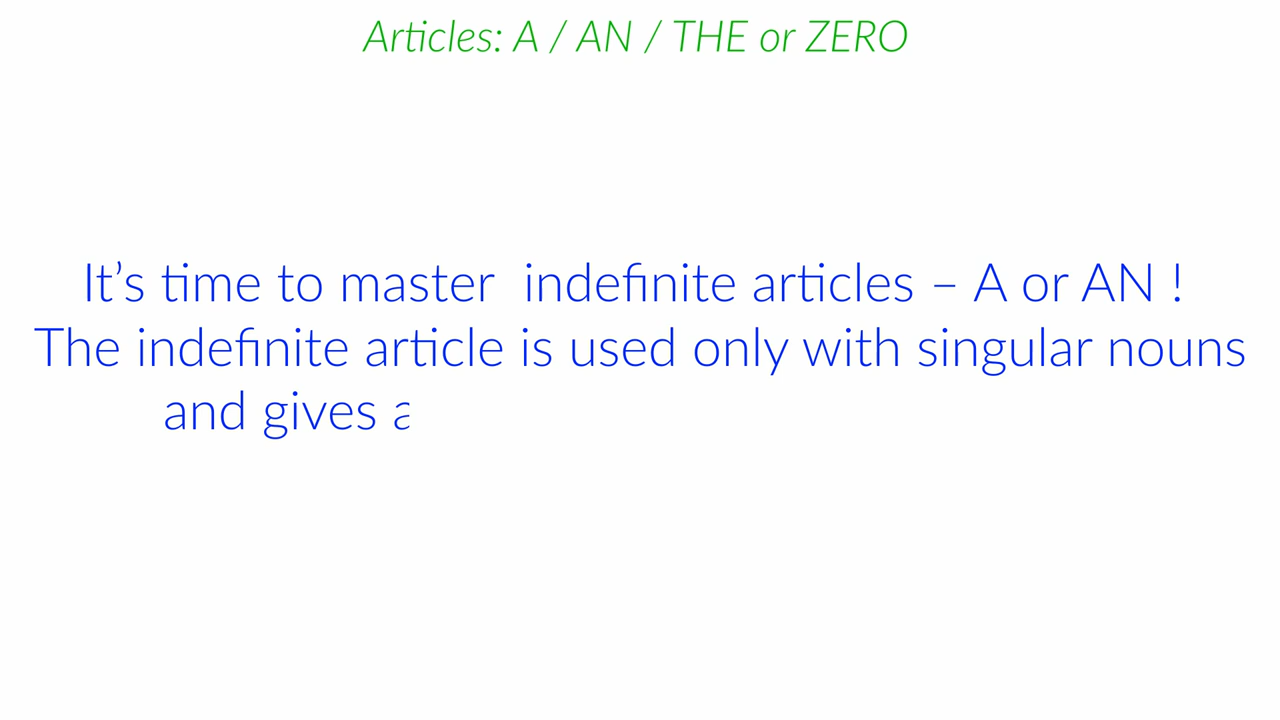 Articles: A / AN / THE or ZERO
It’s time to master  indefinite articles – A or AN !
The indefinite article is used only with singular nouns
and gives a